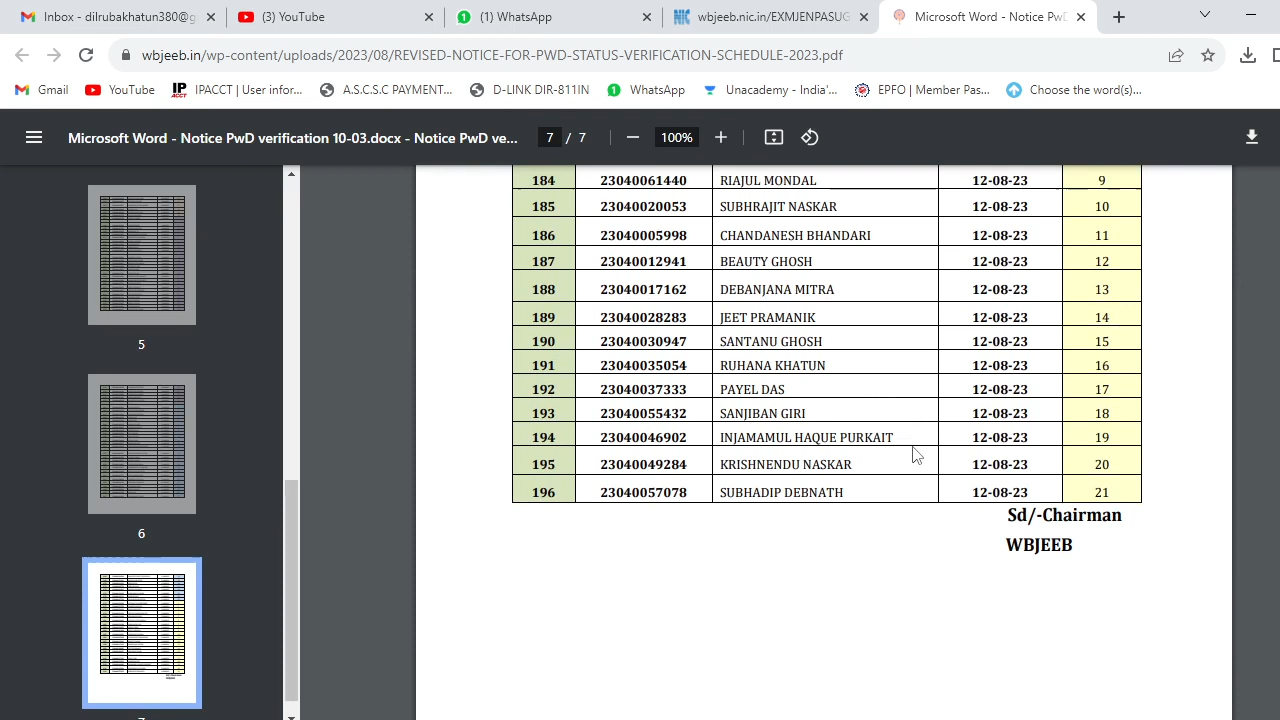 Inbox - dilrubakhatun380@g
(3) YouTube
(1) WhatsApp
wbjeeb.nic.in/EXMJENPASUG
Microsoft Word - Notice PwD
wbjeeb.in/wp-content/uploads/2023/08/REVISED-NOTICE-FOR-PWD-STATUS-VERIFICATION-SCHEDULE-2023.pdf
Gmail YouTube IPACCT | User infor... A.S.C.S.C PAYMENT... D-LINK DIR-811IN WhatsApp Unacademy - India'... EPFO | Member Pas... Choose the word(s)...
Microsoft Word - Notice PwD verification 10-03.docx - Notice PwD ve... 7 / 7 100%
184 23040061440 RIAJUL MONDAL 12-08-23 9
185 23040020053 SUBHRAJIT NASKAR 12-08-23 10
186 23040005998 CHANDANESH BHANDARI 12-08-23 11
187 23040012941 BEAUTY GHOSH 12-08-23 12
188 23040017162 DEBANJANA MITRA 12-08-23 13
189 23040028283 JEET PRAMANIK 12-08-23 14
190 23040030947 SANTANU GHOSH 12-08-23 15
191 23040035054 RUHANA KHATUN 12-08-23 16
192 23040037333 PAYEL DAS 12-08-23 17
193 23040055432 SANJIBAN GIRI 12-08-23 18
194 23040046902 INJAMAMUL HAQUE PURKAIT 12-08-23 19
195 23040049284 KRISHNENDU NASKAR 12-08-23 20
196 23040057078 SUBHADIP DEBNATH 12-08-23 21
Sd/-Chairman
WBJEEB
5
6